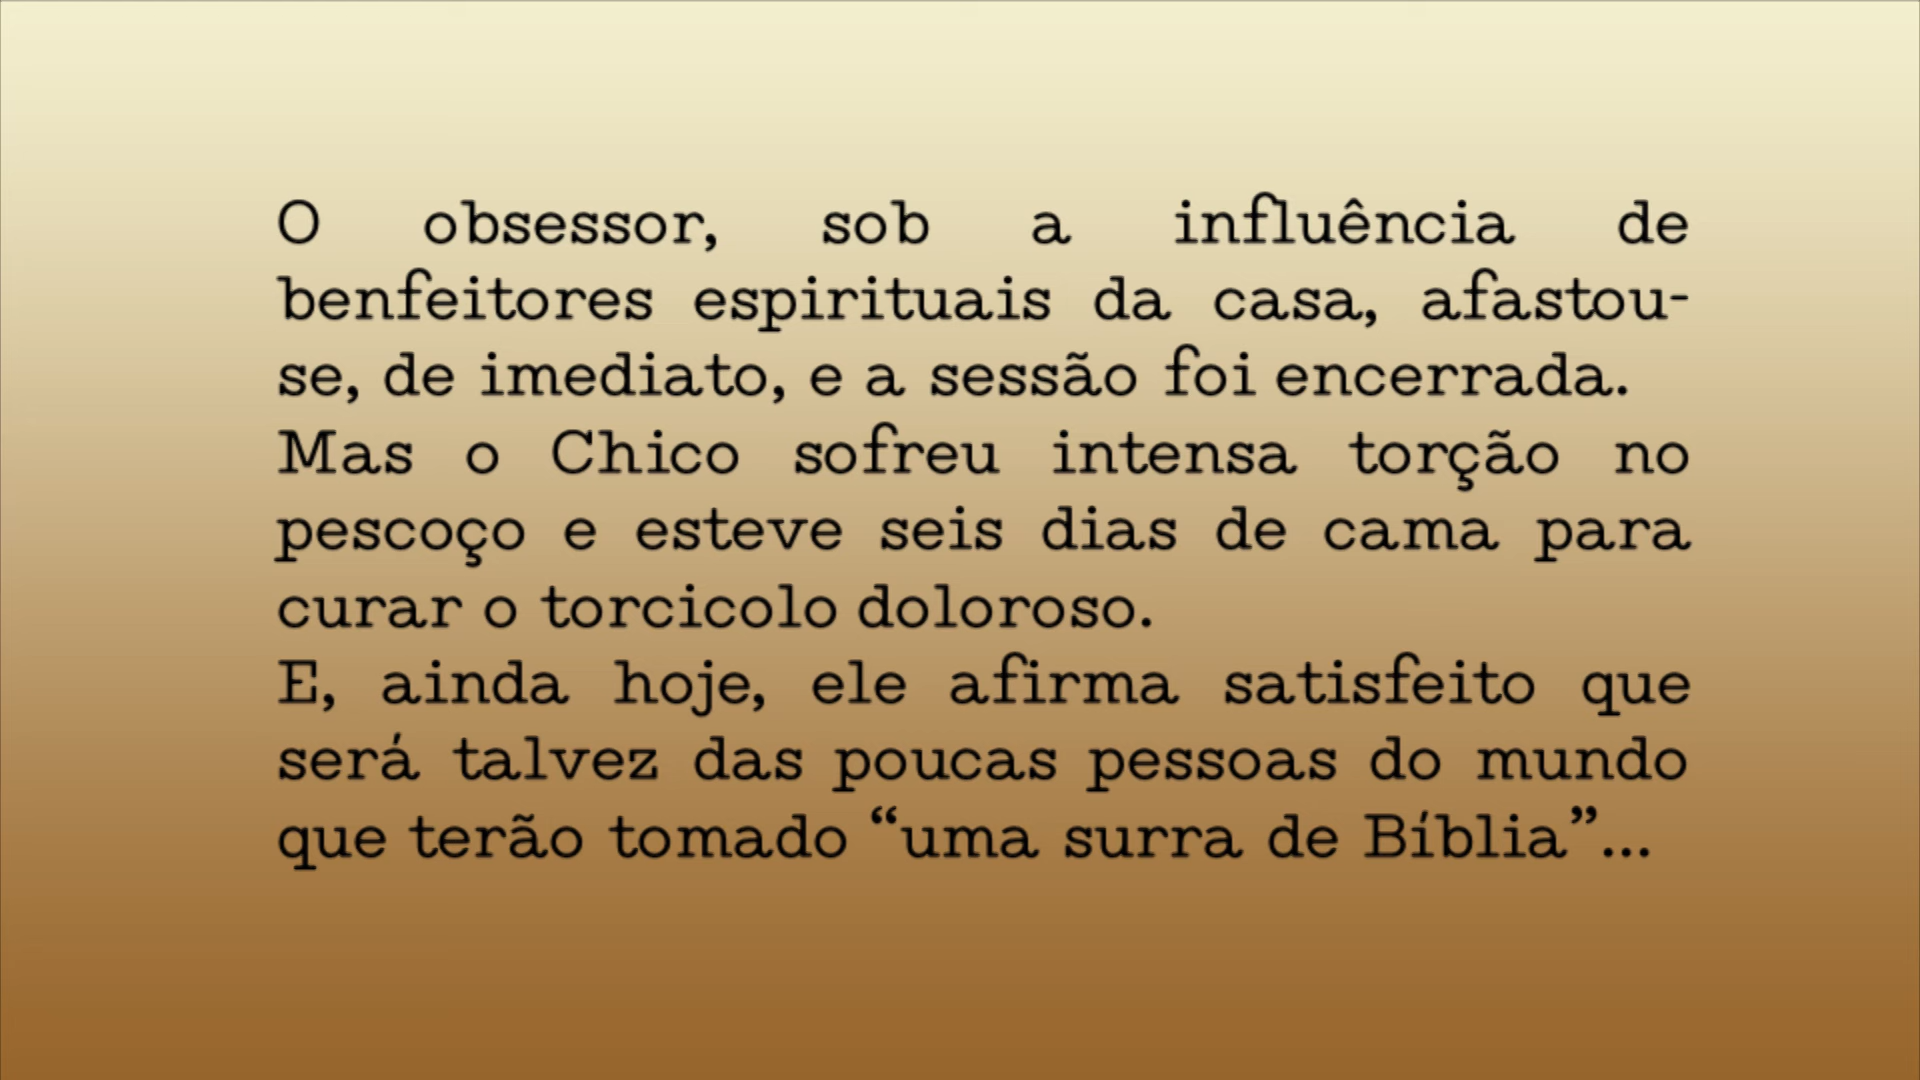 O obsessor, sob a influência de
benfeitores espirituais da casa, afastou-
se, de imediato, e a sessão foi encerrada.
Mas o Chico sofreu intensa torção no
pescoço e esteve seis dias de cama para
curar o torcicolo doloroso.
E, ainda hoje, ele afirma satisfeito que
será talvez das poucas pessoas do mundo
que terão tomado “uma surra de Bíblia”...